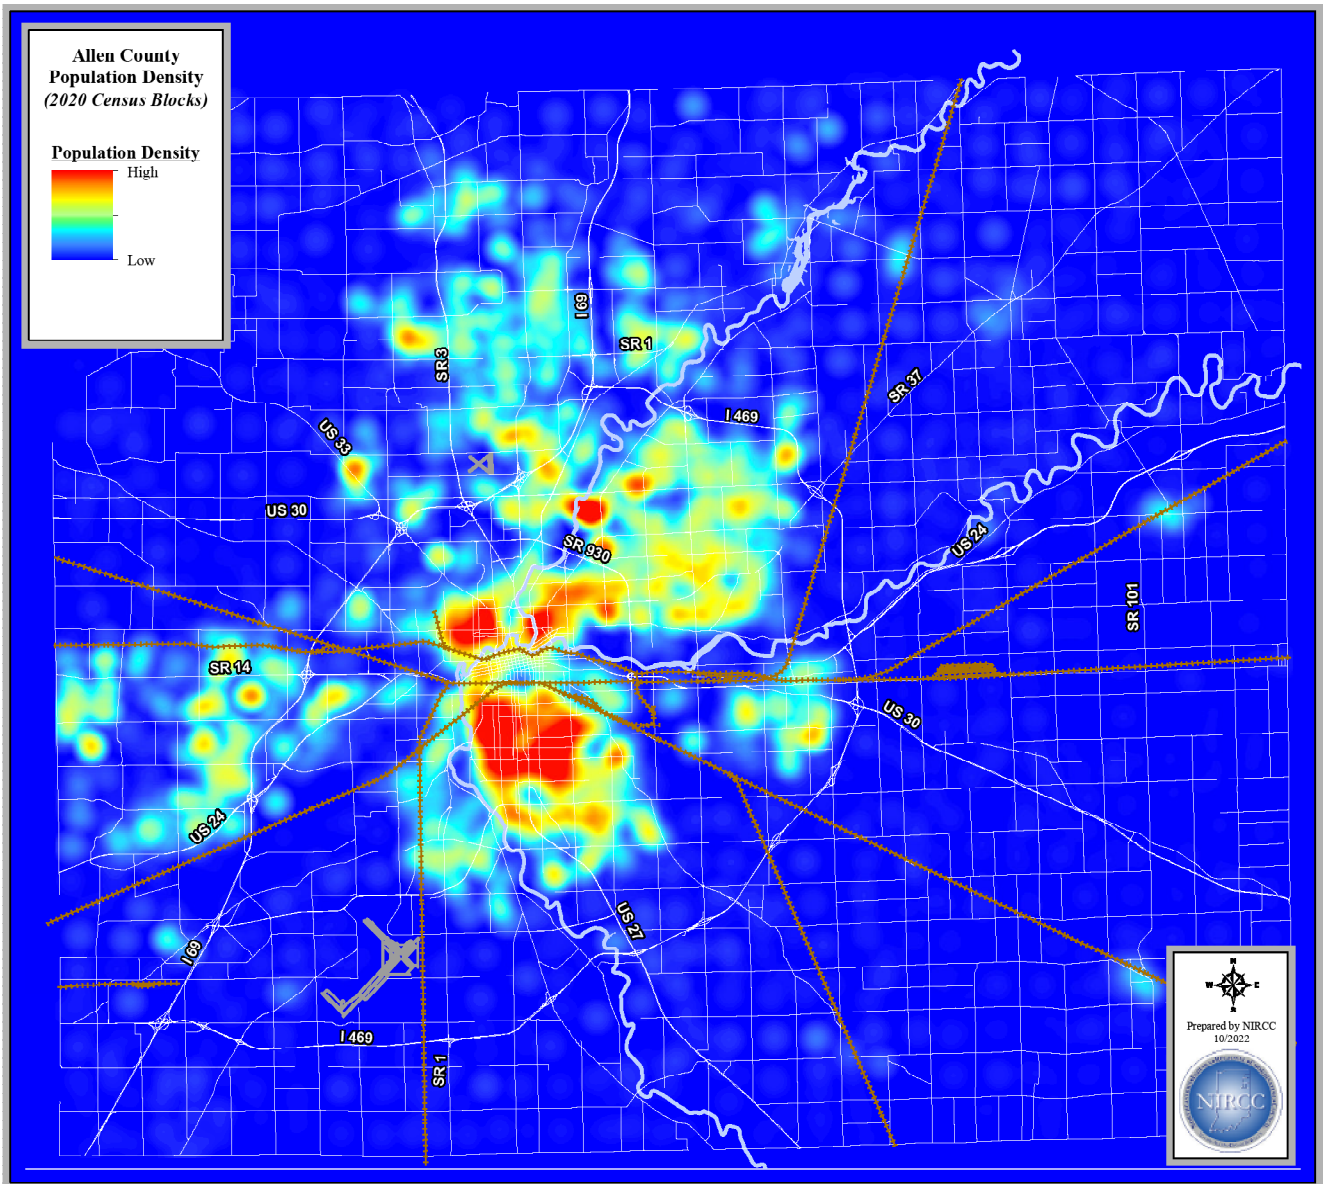 Allen County
Population Density
(2020 Census Blocks)
Population Density
High
Low
I 69
SR 1
SR 3
SR 37
I 469
US 33
US 30
SR 930
US 24
SR 101
SR 14
US 30
US 24
US 27
I 69
I 469
SR 1
N
W
E
S
Prepared by NIRCC
10/2022
NIRCC